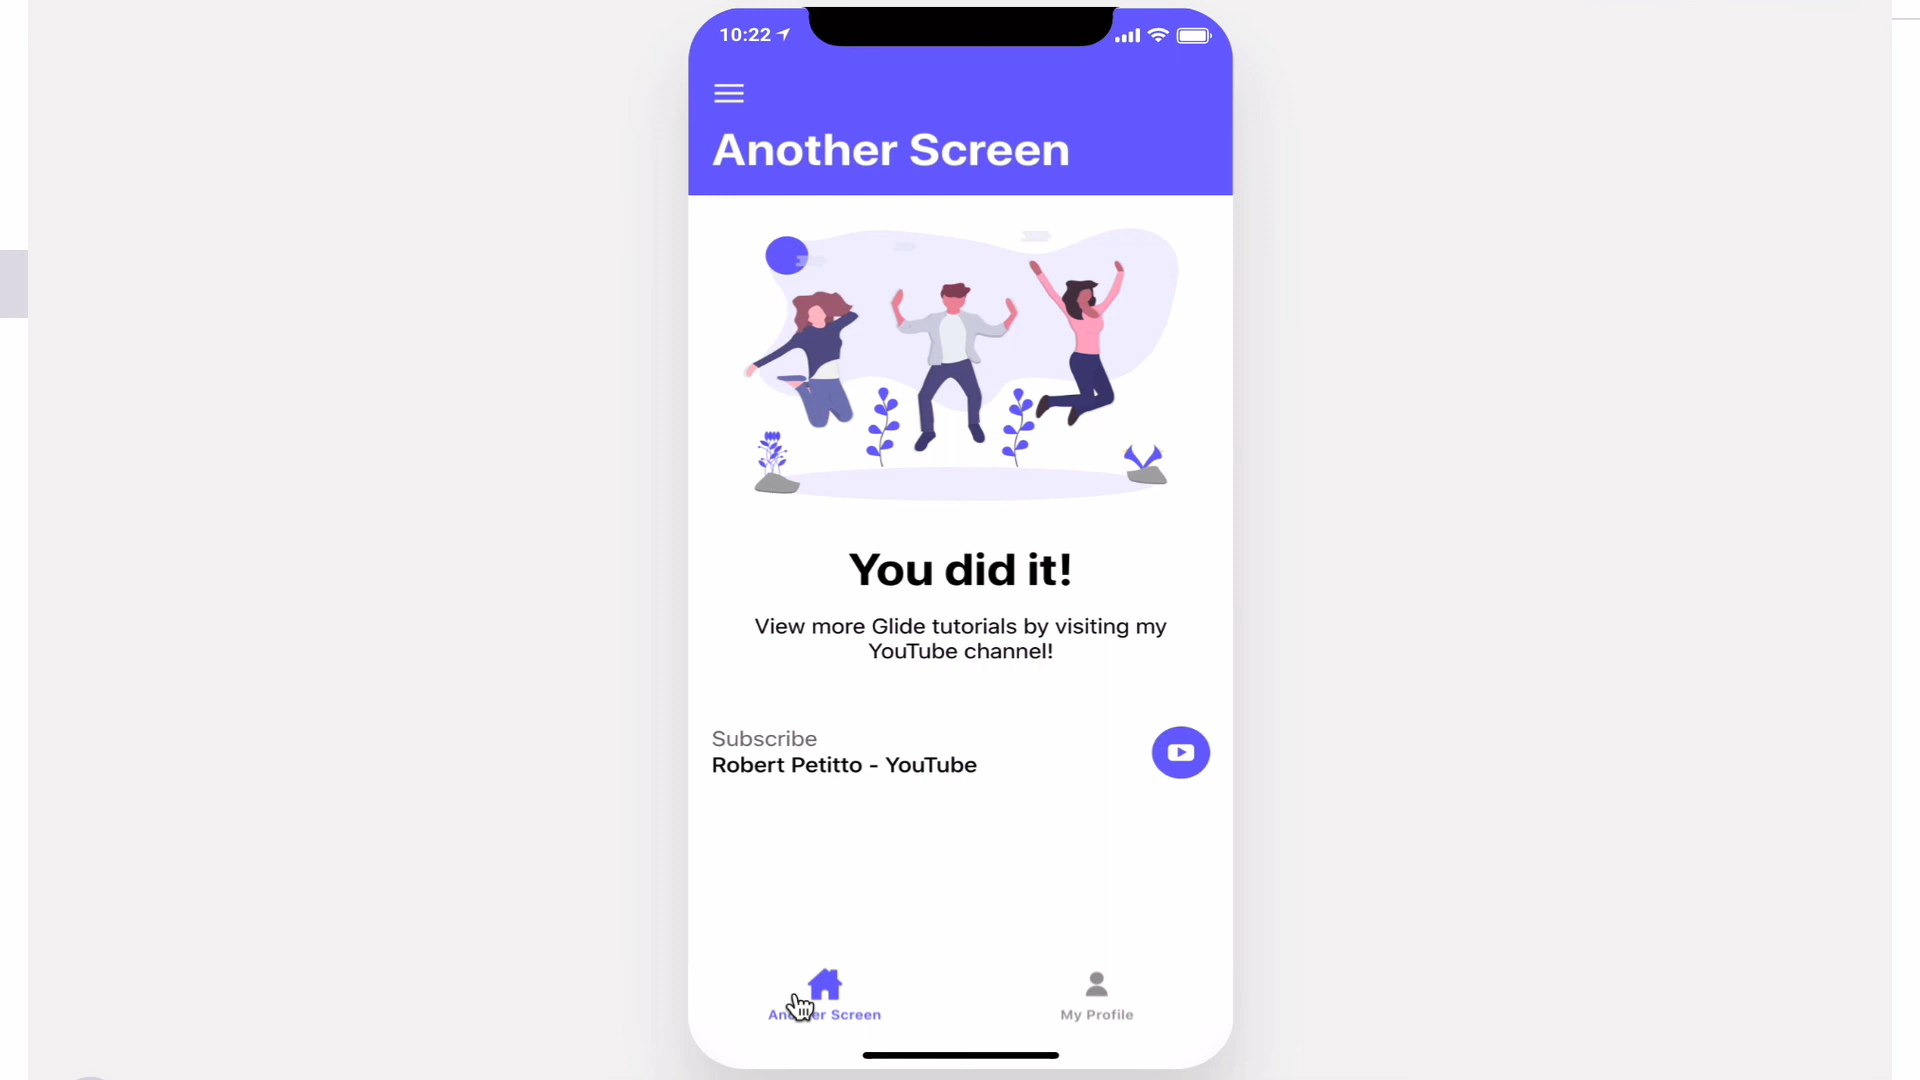 10:22
Another Screen
You did it!
View more Glide tutorials by visiting my
YouTube channel!
Subscribe
Robert Petitto - YouTube
Another Screen
My Profile